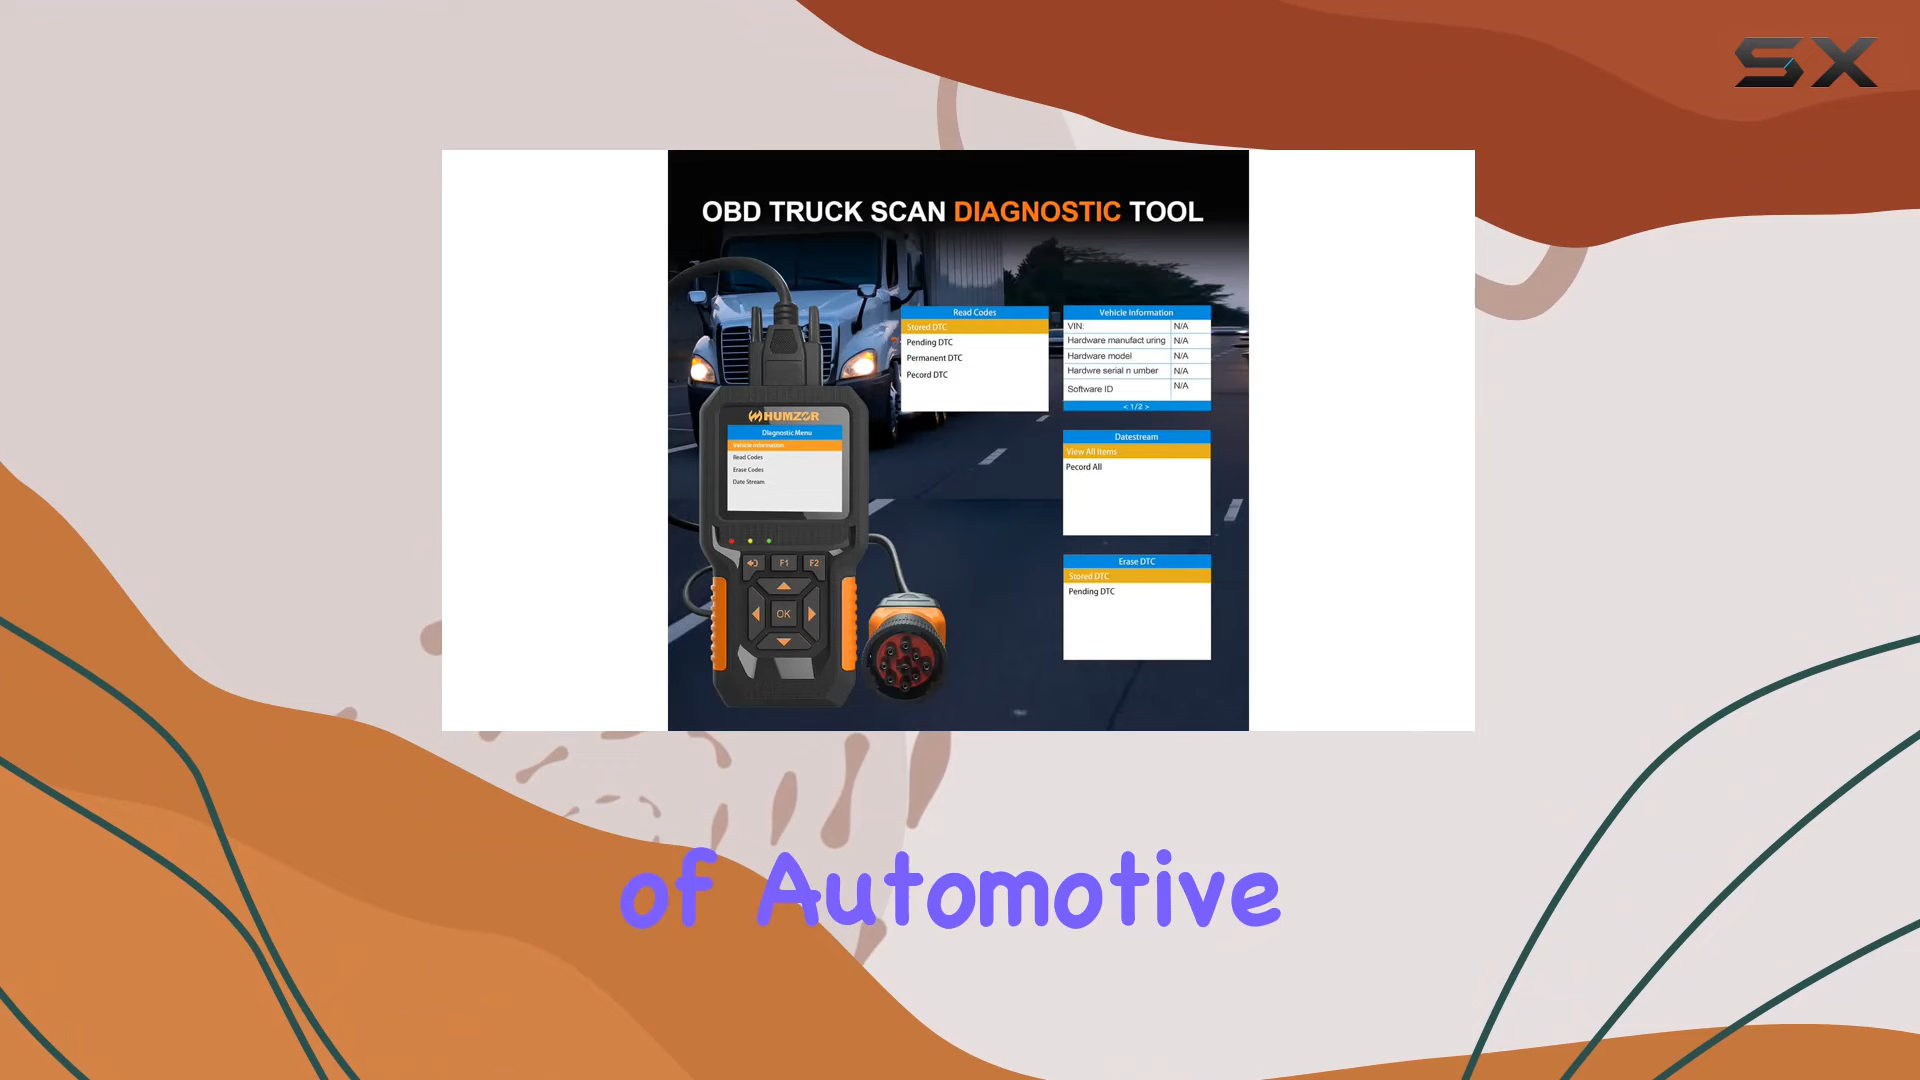 SX
OBD TRUCK SCAN DIAGNOSTIC TOOL
Read Codes
Stored DTC
Pending DTC
Permanent DTC
Pecord DTC
Vehicle Information
VIN: N/A
Hardware manufact uring N/A
Hardware model N/A
Hardwre serial n umber N/A
Software ID N/A
< 1/2 >
HUMZOR
Diagnostic Menu
Vehicle Information
Read Codes
Erase Codes
Date Stream
Datestream
View All Items
Pecord All
Erase DTC
Stored DTC
Pending DTC
F1 F2
OK
of Automotive